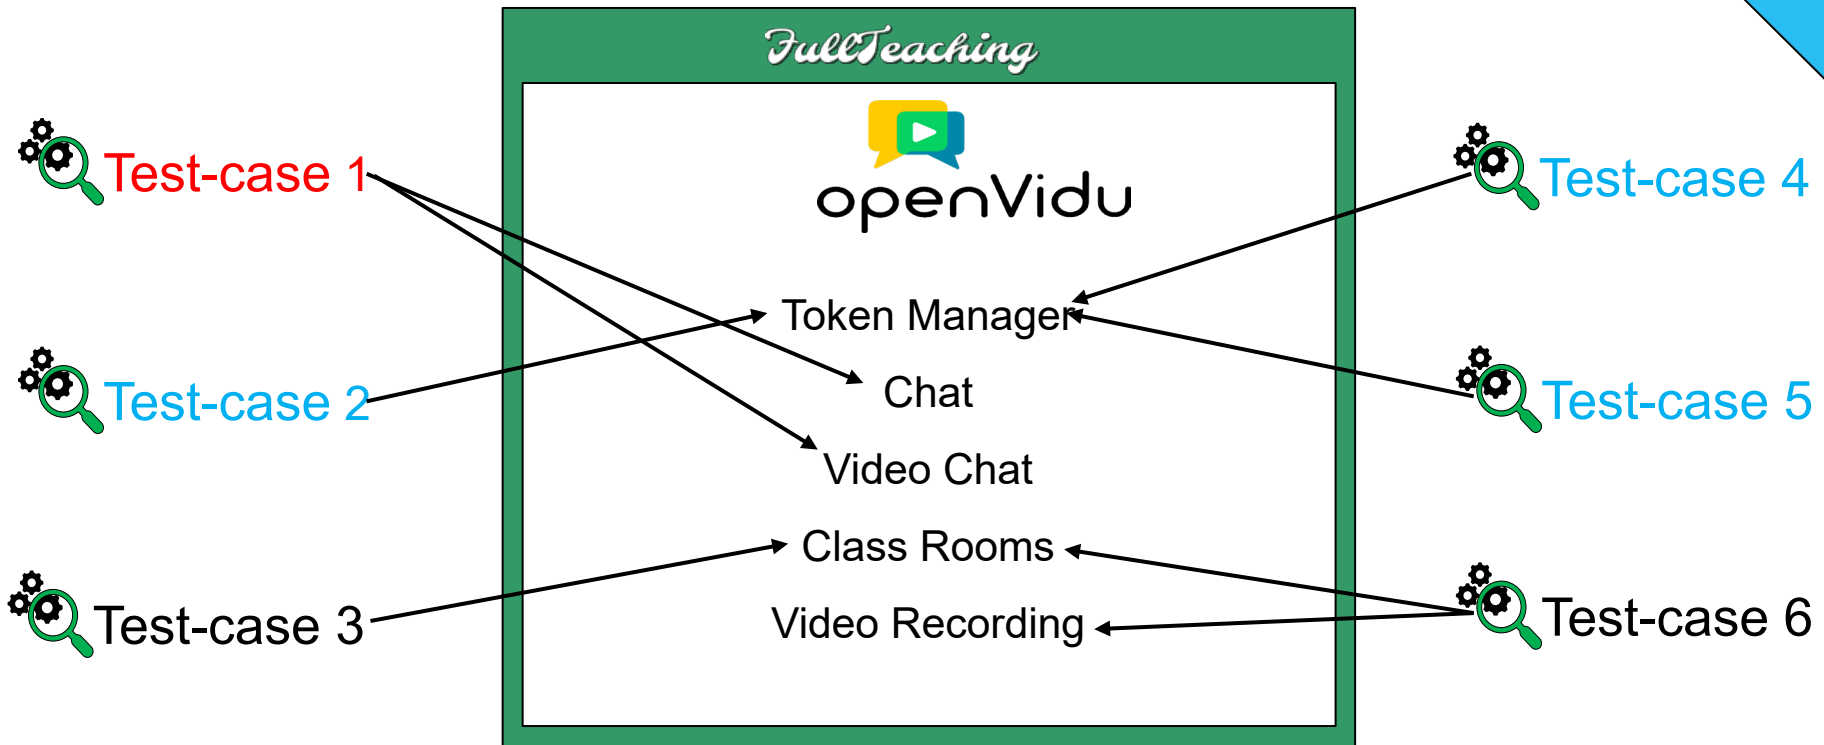 FullTeaching
openVidu
Test-case 1
Test-case 4
Token Manager
Test-case 2
Chat
Test-case 5
Video Chat
Class Rooms
Test-case 3
Video Recording
Test-case 6